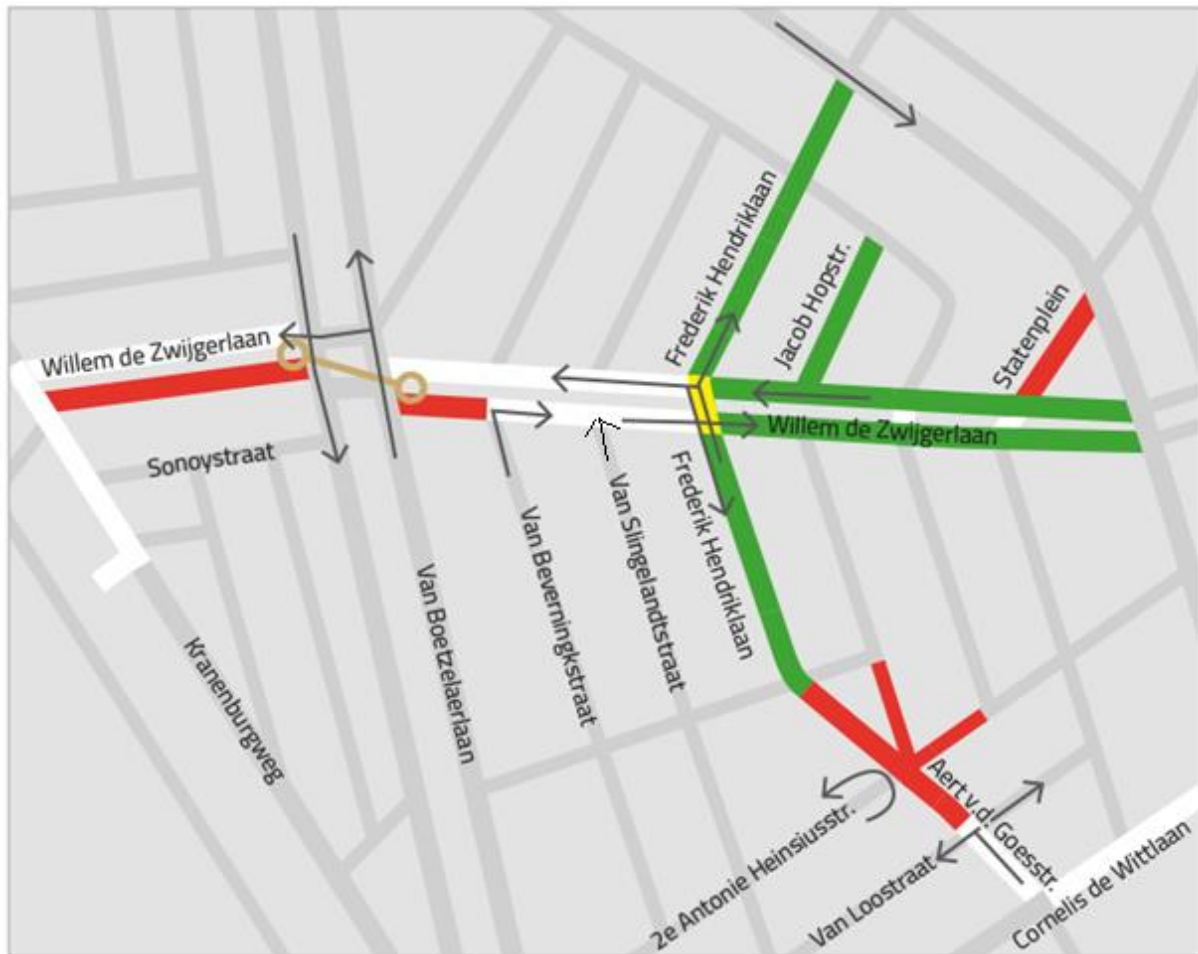 Frederik Hendriklaan
Jacob Hopstr.
Statenplein
Willem de Zwijgerlaan
Willem de Zwijgerlaan
Sonoystraat
Van Slingelandtstraat
Frederik Hendriklaan
Van Beverningkstraat
Van Boetzelaerlaan
Kranenburgweg
Aert v.d. Goesstr.
2e Antonie Heinsiusstr.
Van Loostraat
Cornelis de Wittlaan